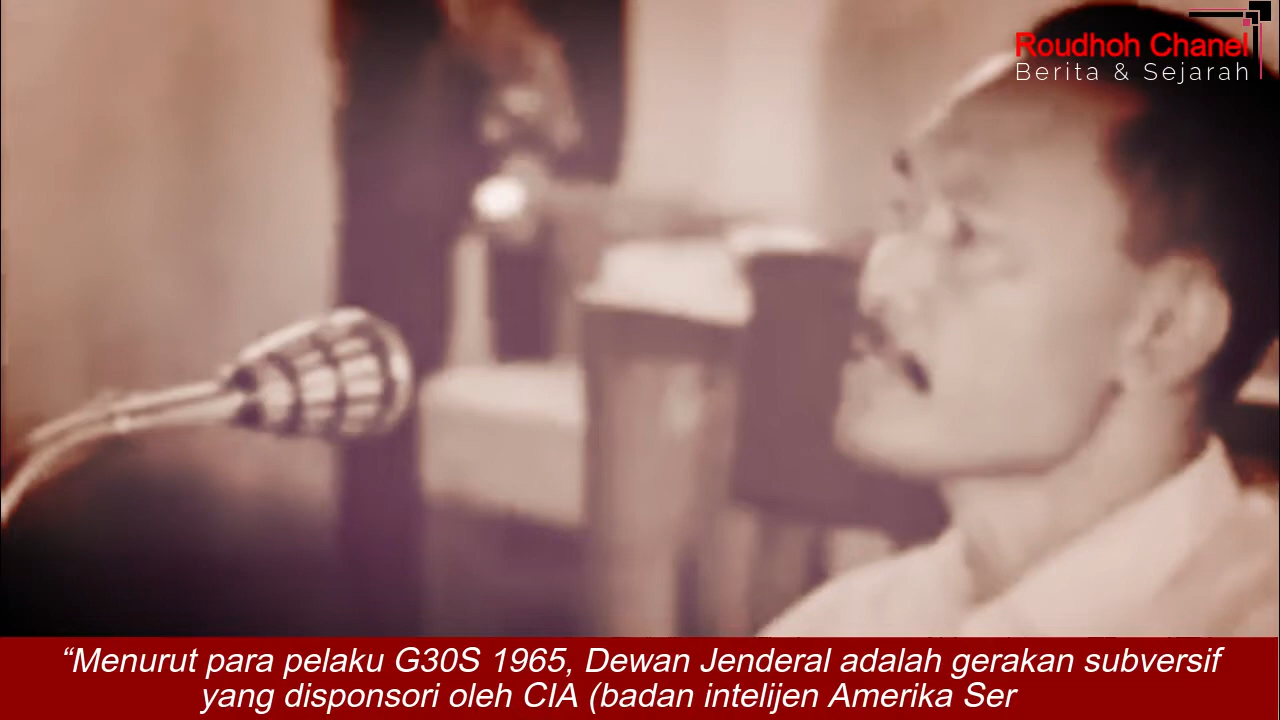 Roudhoh Chanel
Berita & Sejarah
“Menurut para pelaku G30S 1965, Dewan Jenderal adalah gerakan subversif
yang disponsori oleh CIA (badan intelijen Amerika Ser